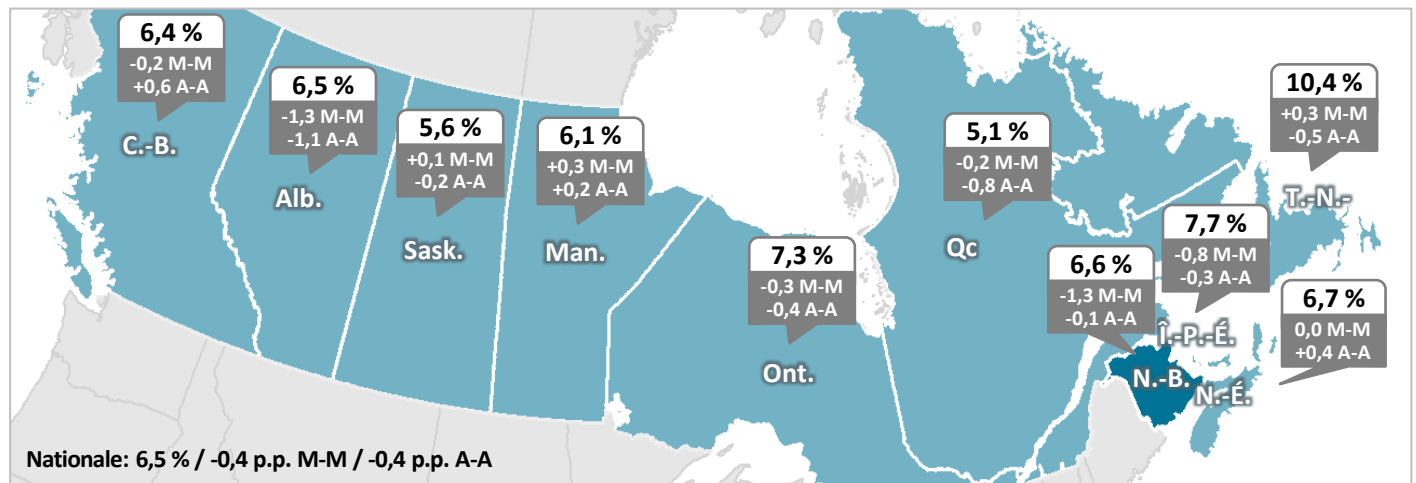 6,4 %
-0,2 M-M
+0,6 A-A
C.-B.
6,5 %
-1,3 M-M
-1,1 A-A
Alb.
5,6 %
+0,1 M-M
-0,2 A-A
Sask.
6,1 %
+0,3 M-M
+0,2 A-A
Man.
7,3 %
-0,3 M-M
-0,4 A-A
Ont.
5,1 %
-0,2 M-M
-0,8 A-A
Qc
10,4 %
+0,3 M-M
-0,5 A-A
T.-N.-
7,7 %
-0,8 M-M
-0,3 A-A
Î.-P.-É.
6,6 %
-1,3 M-M
-0,1 A-A
N.-B.
6,7 %
0,0 M-M
+0,4 A-A
N.-É.
Nationale: 6,5 % / -0,4 p.p. M-M / -0,4 p.p. A-A